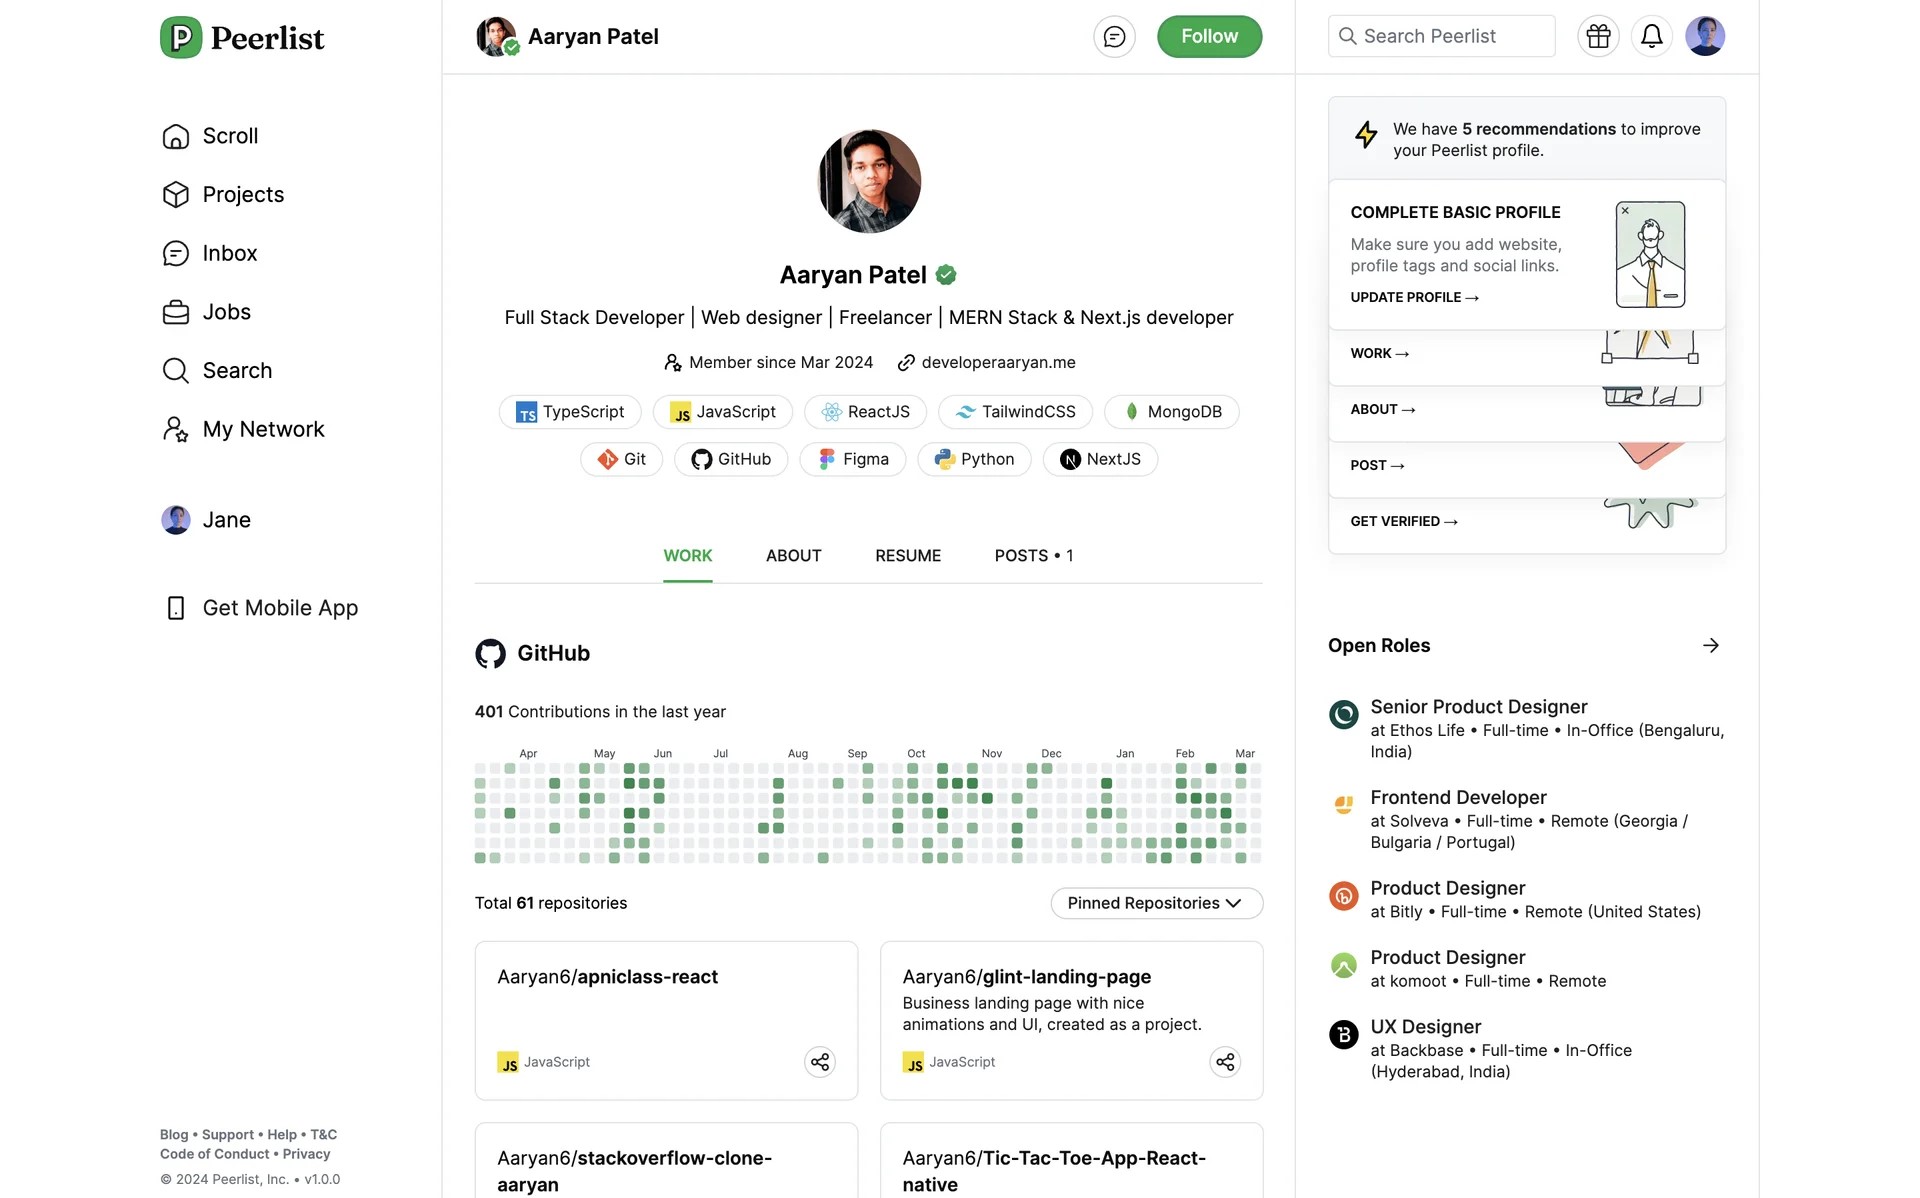 Peerlist
Scroll
Projects
Inbox
Jobs
Search
My Network
Jane
Get Mobile App
Blog • Support • Help • T&C
Code of Conduct • Privacy
© 2024 Peerlist, Inc. • v1.0.0
Aaryan Patel
Follow
Aaryan Patel
Full Stack Developer | Web designer | Freelancer | MERN Stack & Next.js developer
Member since Mar 2024 developeraaryan.me
TS TypeScript JS JavaScript ReactJS TailwindCSS MongoDB
Git GitHub Figma Python N NextJS
WORK ABOUT RESUME POSTS • 1
GitHub
401 Contributions in the last year
Apr May Jun Jul Aug Sep Oct Nov Dec Jan Feb Mar
Total 61 repositories
Pinned Repositories
Aaryan6/apniclass-react
JS JavaScript
Aaryan6/glint-landing-page
Business landing page with nice
animations and UI, created as a project.
JS JavaScript
Aaryan6/stackoverflow-clone-
aaryan
Aaryan6/Tic-Tac-Toe-App-React-
native
Search Peerlist
We have 5 recommendations to improve
your Peerlist profile.
COMPLETE BASIC PROFILE
Make sure you add website,
profile tags and social links.
UPDATE PROFILE →
WORK →
ABOUT →
POST →
GET VERIFIED →
Open Roles →
Senior Product Designer
at Ethos Life • Full-time • In-Office (Bengaluru,
India)
Frontend Developer
at Solveva • Full-time • Remote (Georgia /
Bulgaria / Portugal)
Product Designer
at Bitly • Full-time • Remote (United States)
Product Designer
at komoot • Full-time • Remote
UX Designer
at Backbase • Full-time • In-Office
(Hyderabad, India)